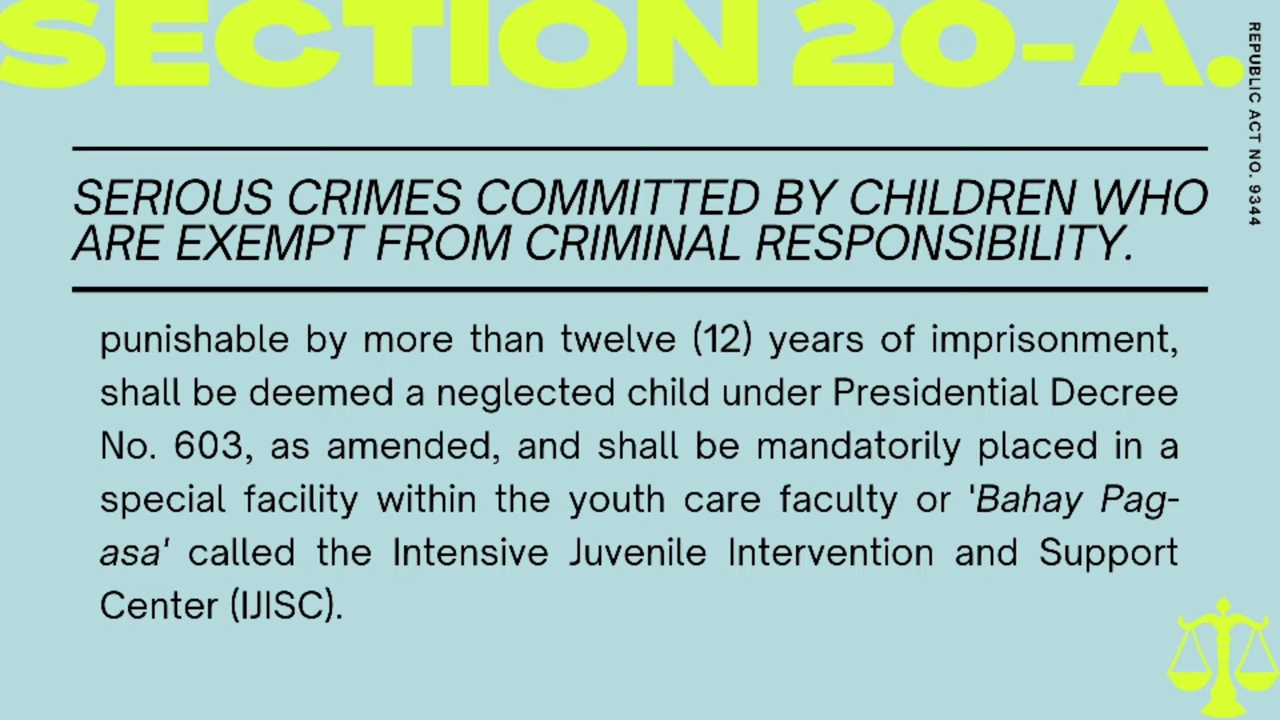 SECTION 20-A.
REPUBLIC ACT NO. 9344
SERIOUS CRIMES COMMITTED BY CHILDREN WHO
ARE EXEMPT FROM CRIMINAL RESPONSIBILITY.
punishable by more than twelve (12) years of imprisonment,
shall be deemed a neglected child under Presidential Decree
No. 603, as amended, and shall be mandatorily placed in a
special facility within the youth care faculty or 'Bahay Pag-
asa' called the Intensive Juvenile Intervention and Support
Center (IJISC).